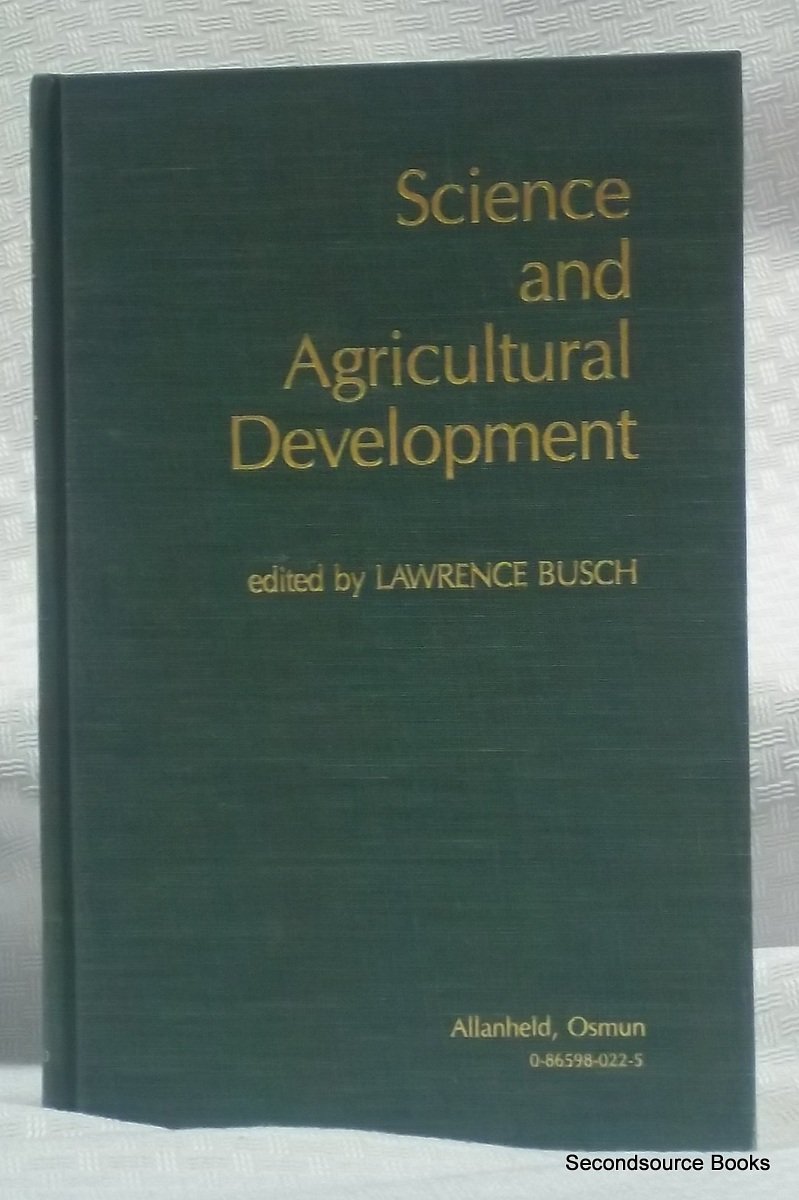 Science
and
Agricultural
Development
edited by LAWRENCE BUSCH
Allanheld, Osmun
0-86598-022-5
Secondsource Books